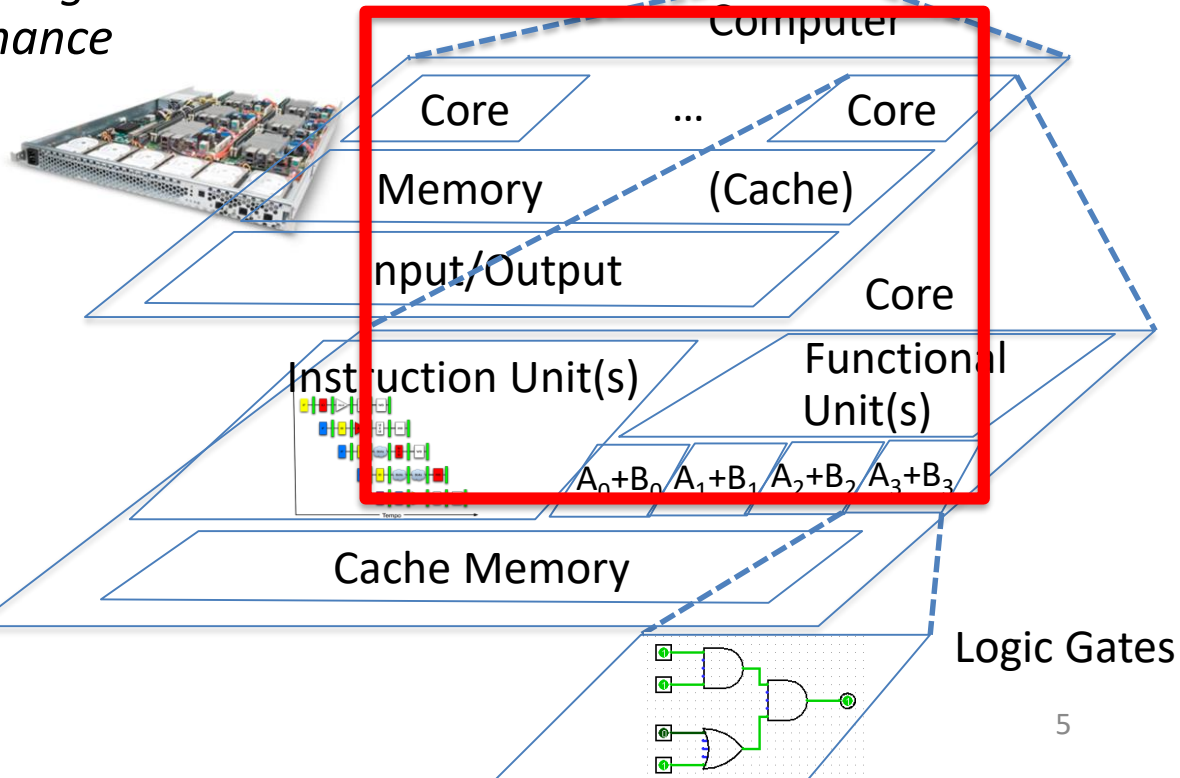 Computer
Core ... Core
Memory (Cache)
nput/Output
Core
Instruction Unit(s)
Functional
Unit(s)
A₀+B₀ A₁+B₁ A₂+B₂ A₃+B₃
Tempo
Cache Memory
Logic Gates
5